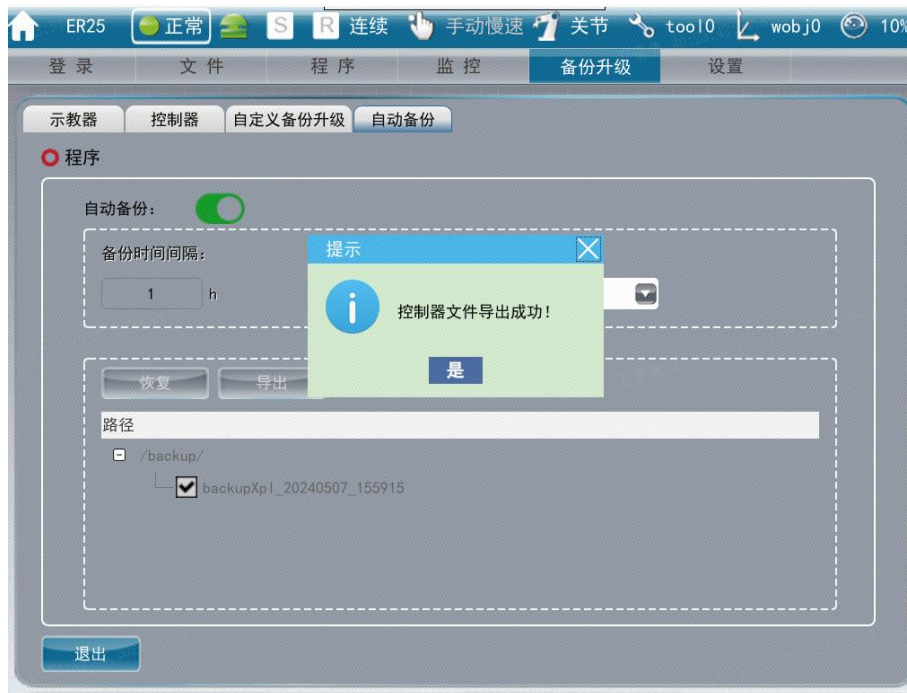 ER25 正常 S R 连续 手动慢速 关节 tool0 wobj0 10%
登录 文件 程序 监控 备份升级 设置
示教器 控制器 自定义备份升级 自动备份
程序
自动备份:
备份时间间隔:
1 h
提示
控制器文件导出成功!
是
恢复 导出
路径
/backup/
backupXpl_20240507_155915
退出